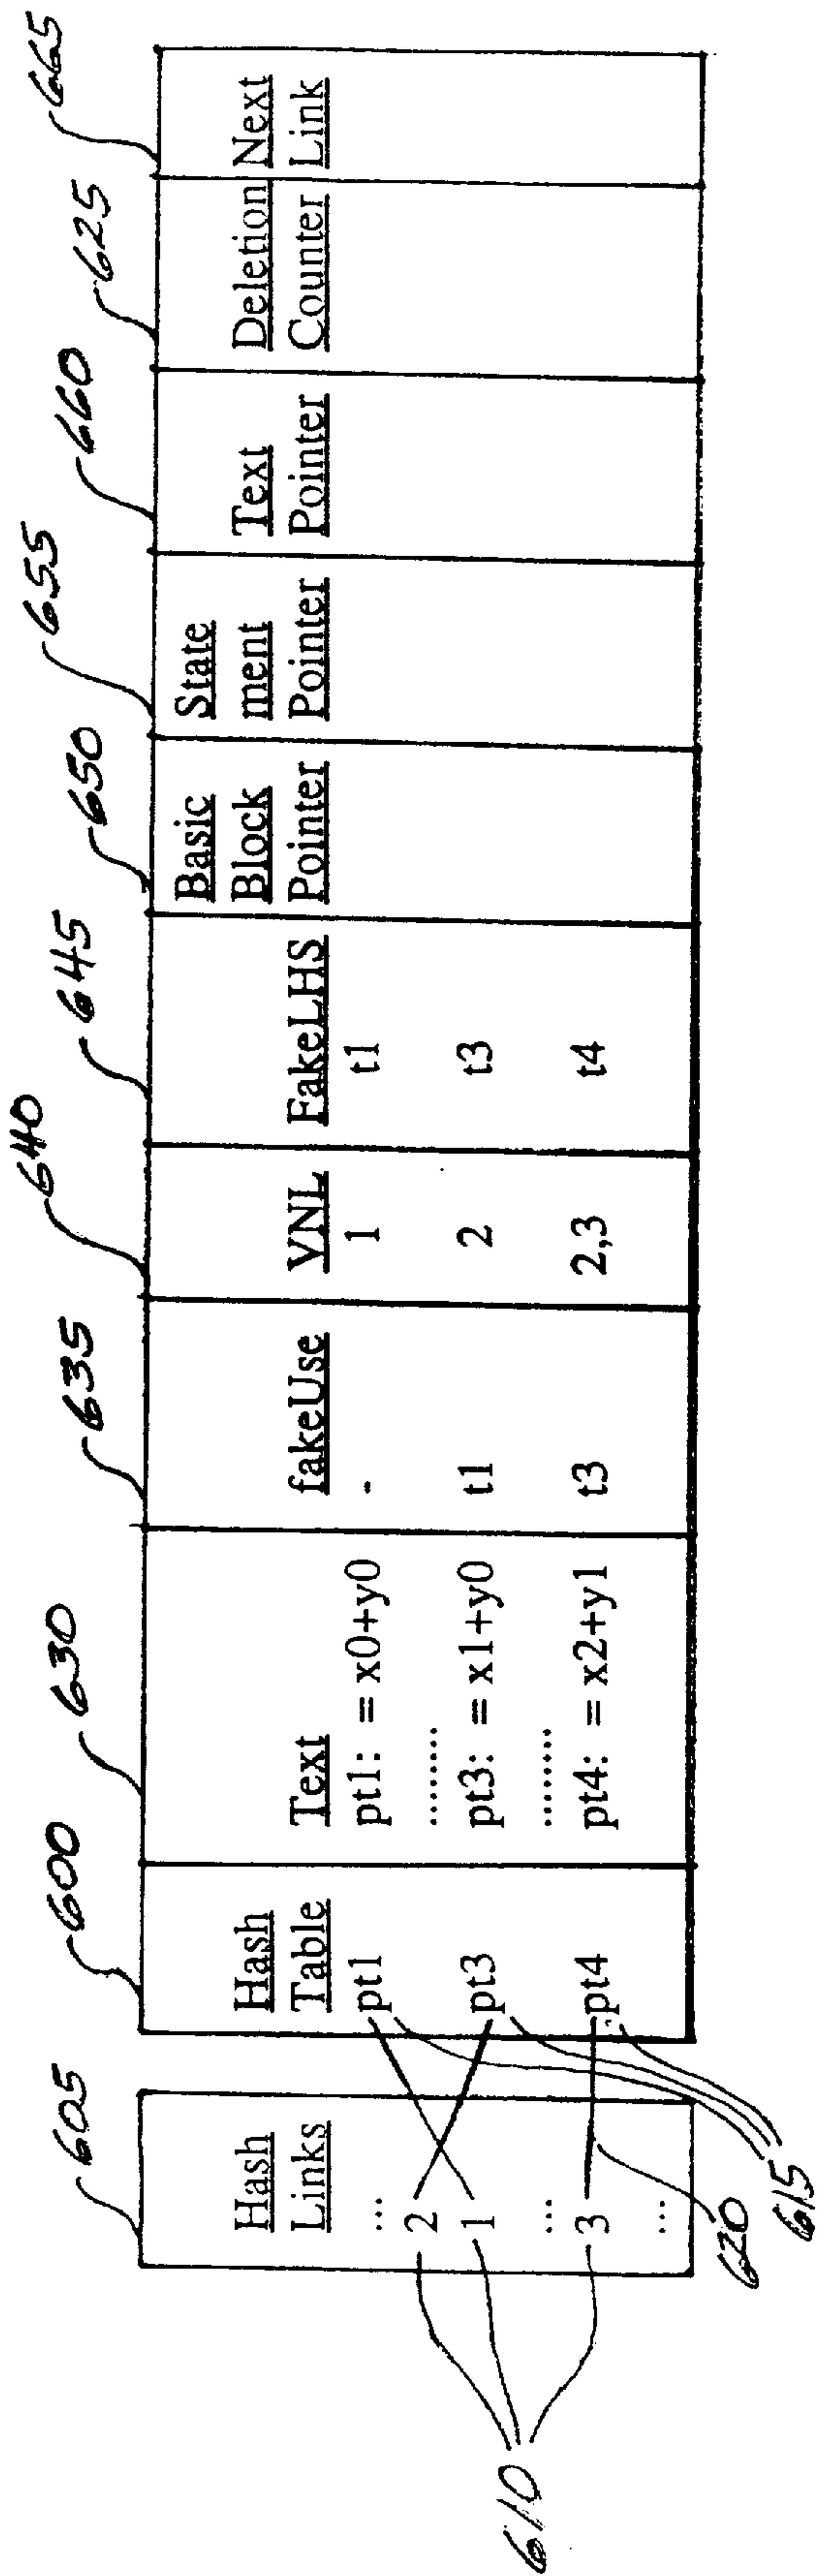 605 600 630 635 640 645 650 655 660 625 665
Hash Links
Hash Table
Text
fakeUse
VNL
FakeLHS
Basic Block Pointer
State ment Pointer
Text Pointer
Deletion Counter
Next Link
...
2
1
...
3
...
pt1 pt1: = x0+y0 - 1 t1
........
pt3 pt3: = x1+y0 t1 2 t3
........
pt4 pt4: = x2+y1 t3 2,3 t4
610
620
615